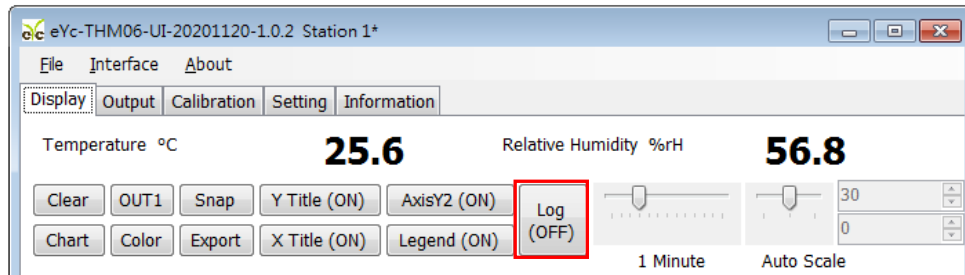 eYc eYc-THM06-UI-20201120-1.0.2 Station 1*
File Interface About
Display Output Calibration Setting Information
Temperature ºC 25.6 Relative Humidity %rH 56.8
Clear OUT1 Snap Y Title (ON) AxisY2 (ON) Log (OFF) 30
Chart Color Export X Title (ON) Legend (ON) 0
1 Minute Auto Scale